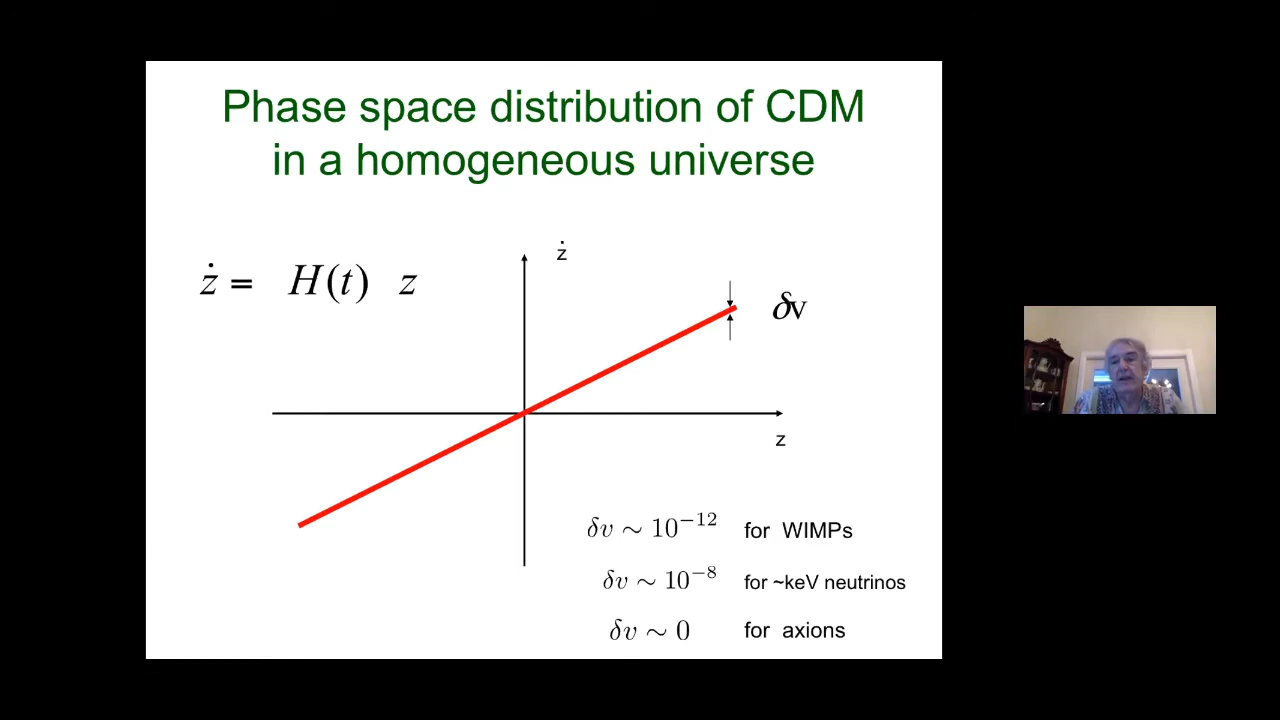 Phase space distribution of CDM
in a homogeneous universe
ż = H(t) z
ż
δv
z
δv ∼ 10⁻¹² for WIMPs
δv ∼ 10⁻⁸ for ~keV neutrinos
δv ∼ 0 for axions